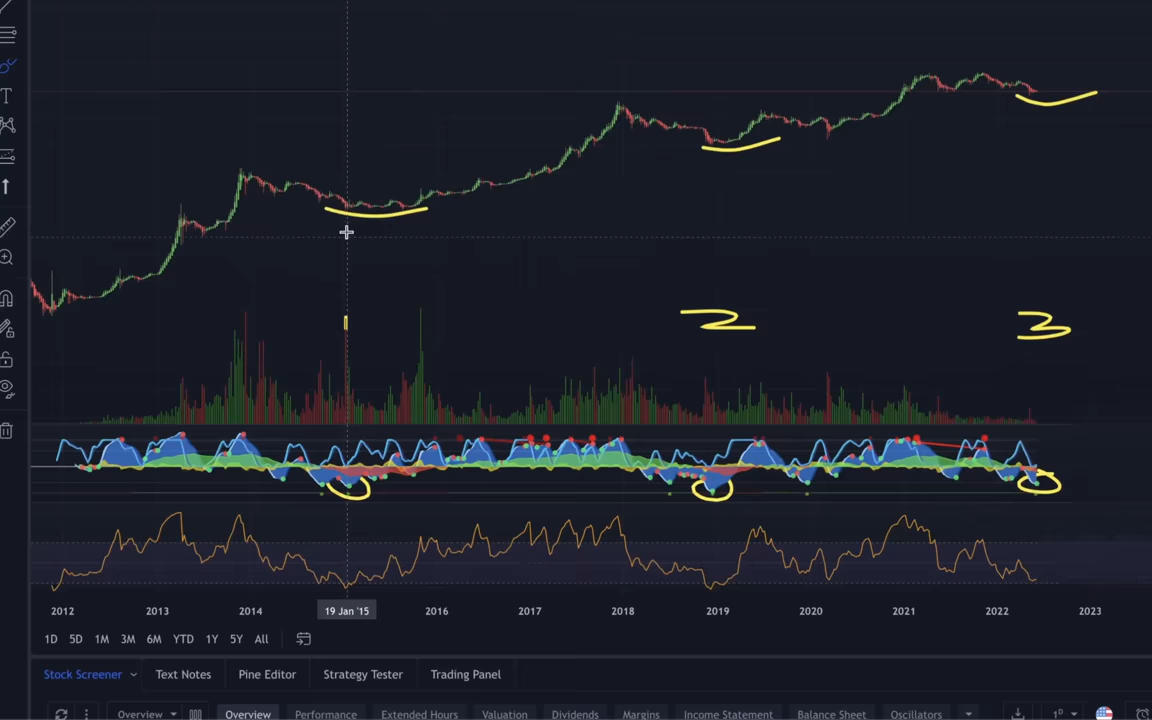 1 2 3
2012 2013 2014 19 Jan '15 2016 2017 2018 2019 2020 2021 2022 2023
1D 5D 1M 3M 6M YTD 1Y 5Y All
Stock Screener Text Notes Pine Editor Strategy Tester Trading Panel
Overview Overview Performance Extended Hours Valuation Dividends Margins Income Statement Balance Sheet Oscillators 1D